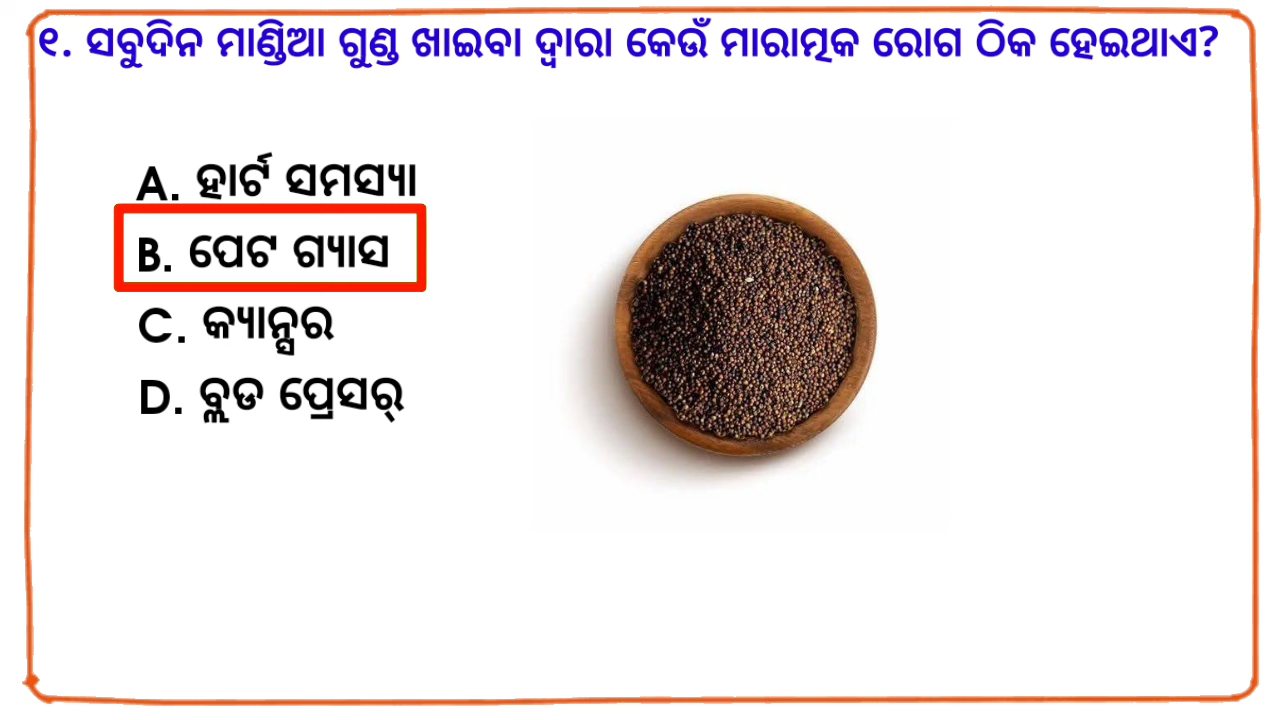 ୧. ସବୁଦିନ ମାଣ୍ଡିଆ ଗୁଣ୍ଡ ଖାଇବା ଦ୍ୱାରା କେଉଁ ମାରାତ୍ମକ ରୋଗ ଠିକ ହେଇଥାଏ?
A. ହାର୍ଟ ସମସ୍ୟା
B. ପେଟ ଗ୍ୟାସ
C. କ୍ୟାନ୍ସର
D. ବ୍ଲଡ ପ୍ରେସର୍